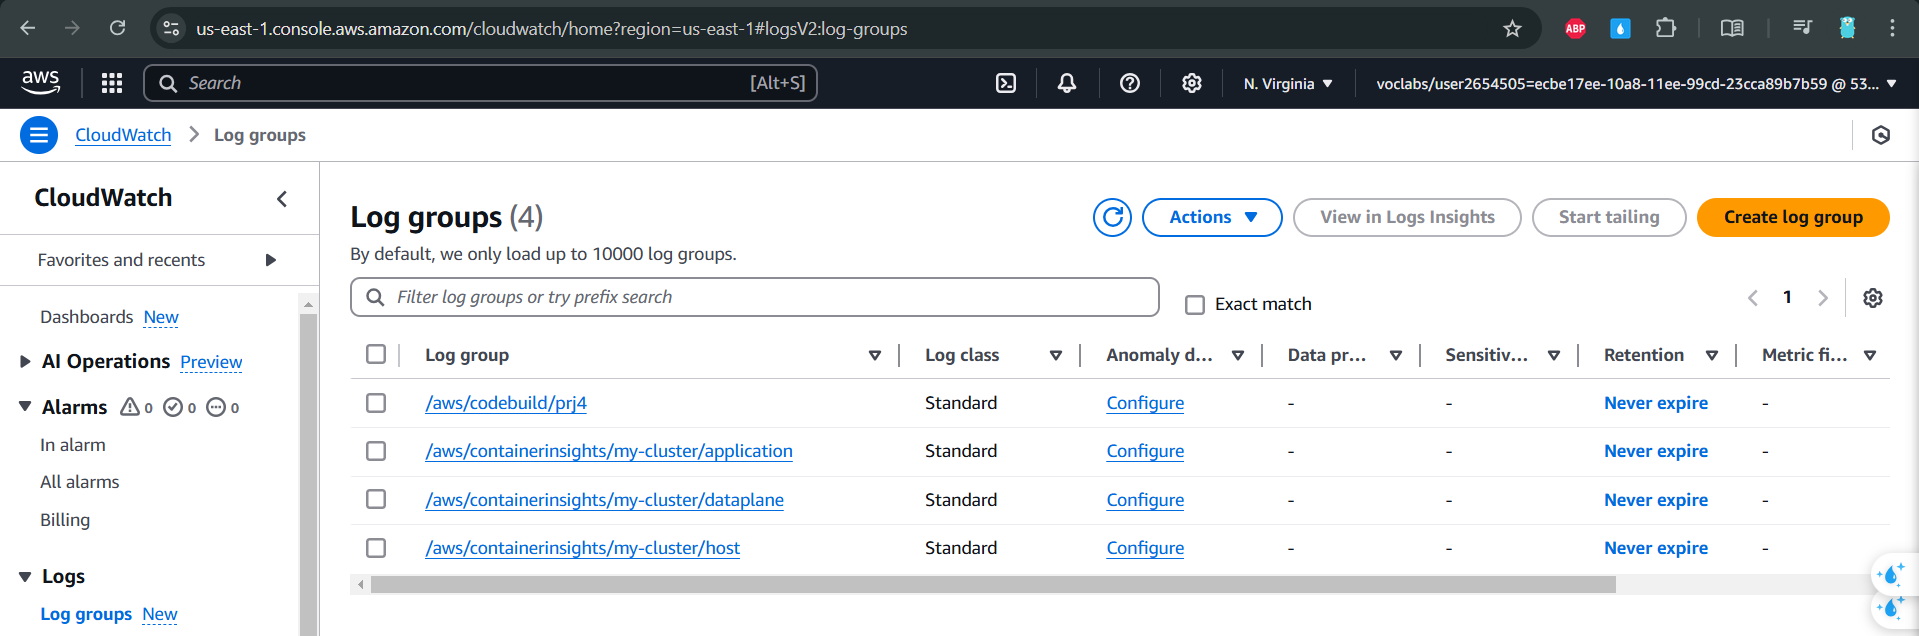 us-east-1.console.aws.amazon.com/cloudwatch/home?region=us-east-1#logsV2:log-groups
ABP
aws
Search
[Alt+S]
N. Virginia
voclabs/user2654505=ecbe17ee-10a8-11ee-99cd-23cca89b7b59 @ 53...
CloudWatch
Log groups
CloudWatch
Favorites and recents
Dashboards New
AI Operations Preview
Alarms 0 0 0
In alarm
All alarms
Billing
Logs
Log groups New
Log groups (4)
By default, we only load up to 10000 log groups.
Actions
View in Logs Insights
Start tailing
Create log group
Filter log groups or try prefix search
Exact match
1
Log group Log class Anomaly d... Data pr... Sensitiv... Retention Metric fi...
/aws/codebuild/prj4 Standard Configure - - Never expire -
/aws/containerinsights/my-cluster/application Standard Configure - - Never expire -
/aws/containerinsights/my-cluster/dataplane Standard Configure - - Never expire -
/aws/containerinsights/my-cluster/host Standard Configure - - Never expire -